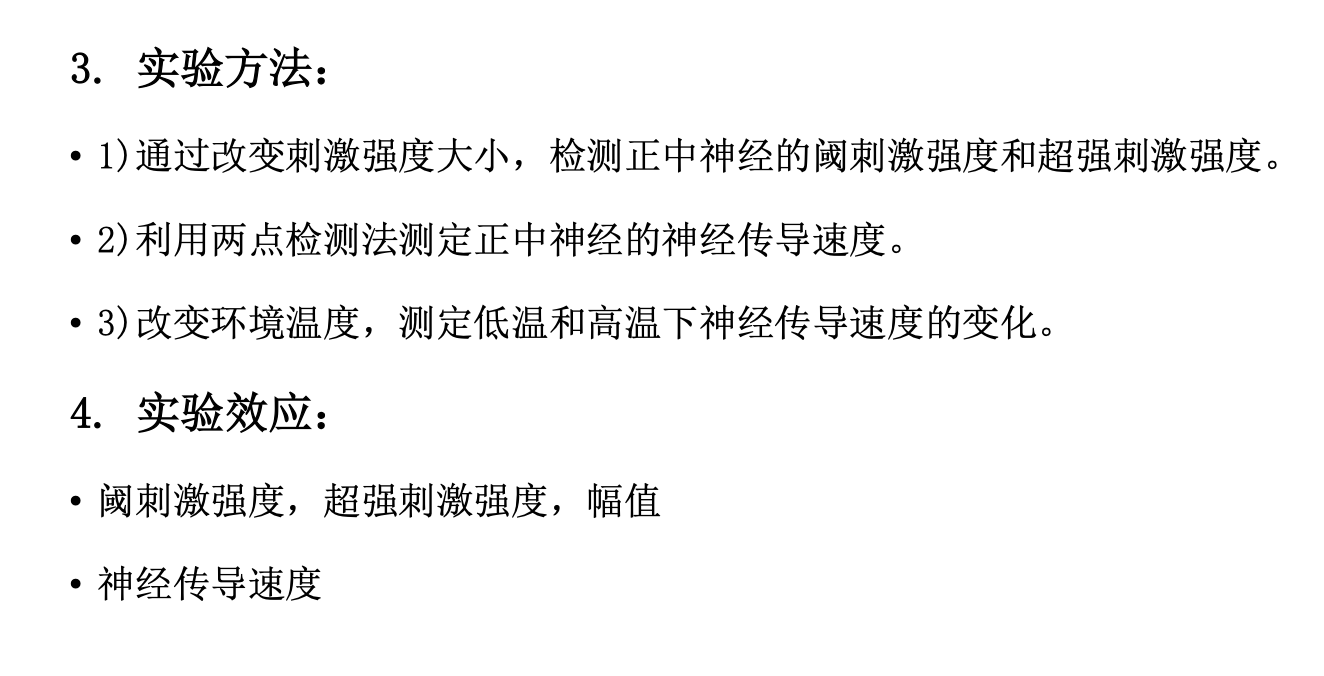 3. 实验方法：
• 1)通过改变刺激强度大小，检测正中神经的阈刺激强度和超强刺激强度。
• 2)利用两点检测法测定正中神经的神经传导速度。
• 3)改变环境温度，测定低温和高温下神经传导速度的变化。
4. 实验效应：
• 阈刺激强度，超强刺激强度，幅值
• 神经传导速度